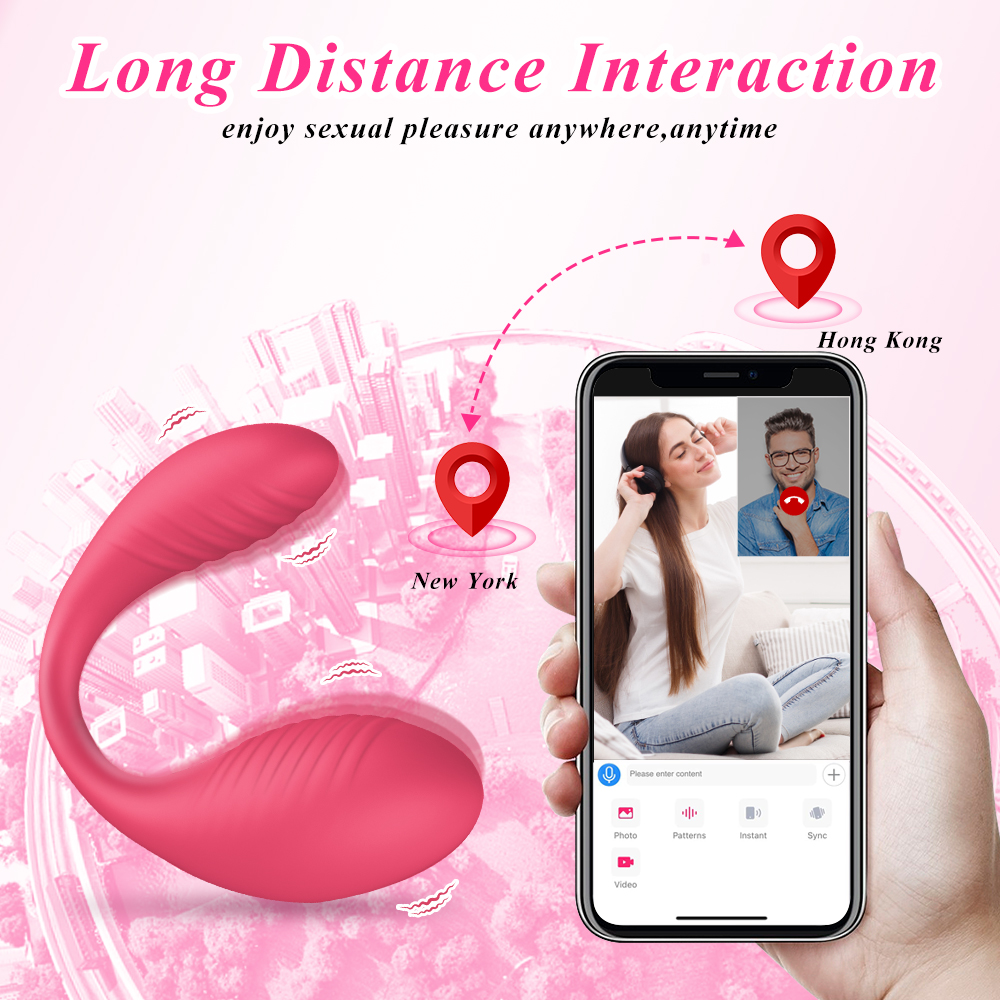 Long Distance Interaction
enjoy sexual pleasure anywhere,anytime
Hong Kong
New York
Please enter content
Photo Patterns Instant Sync
Video